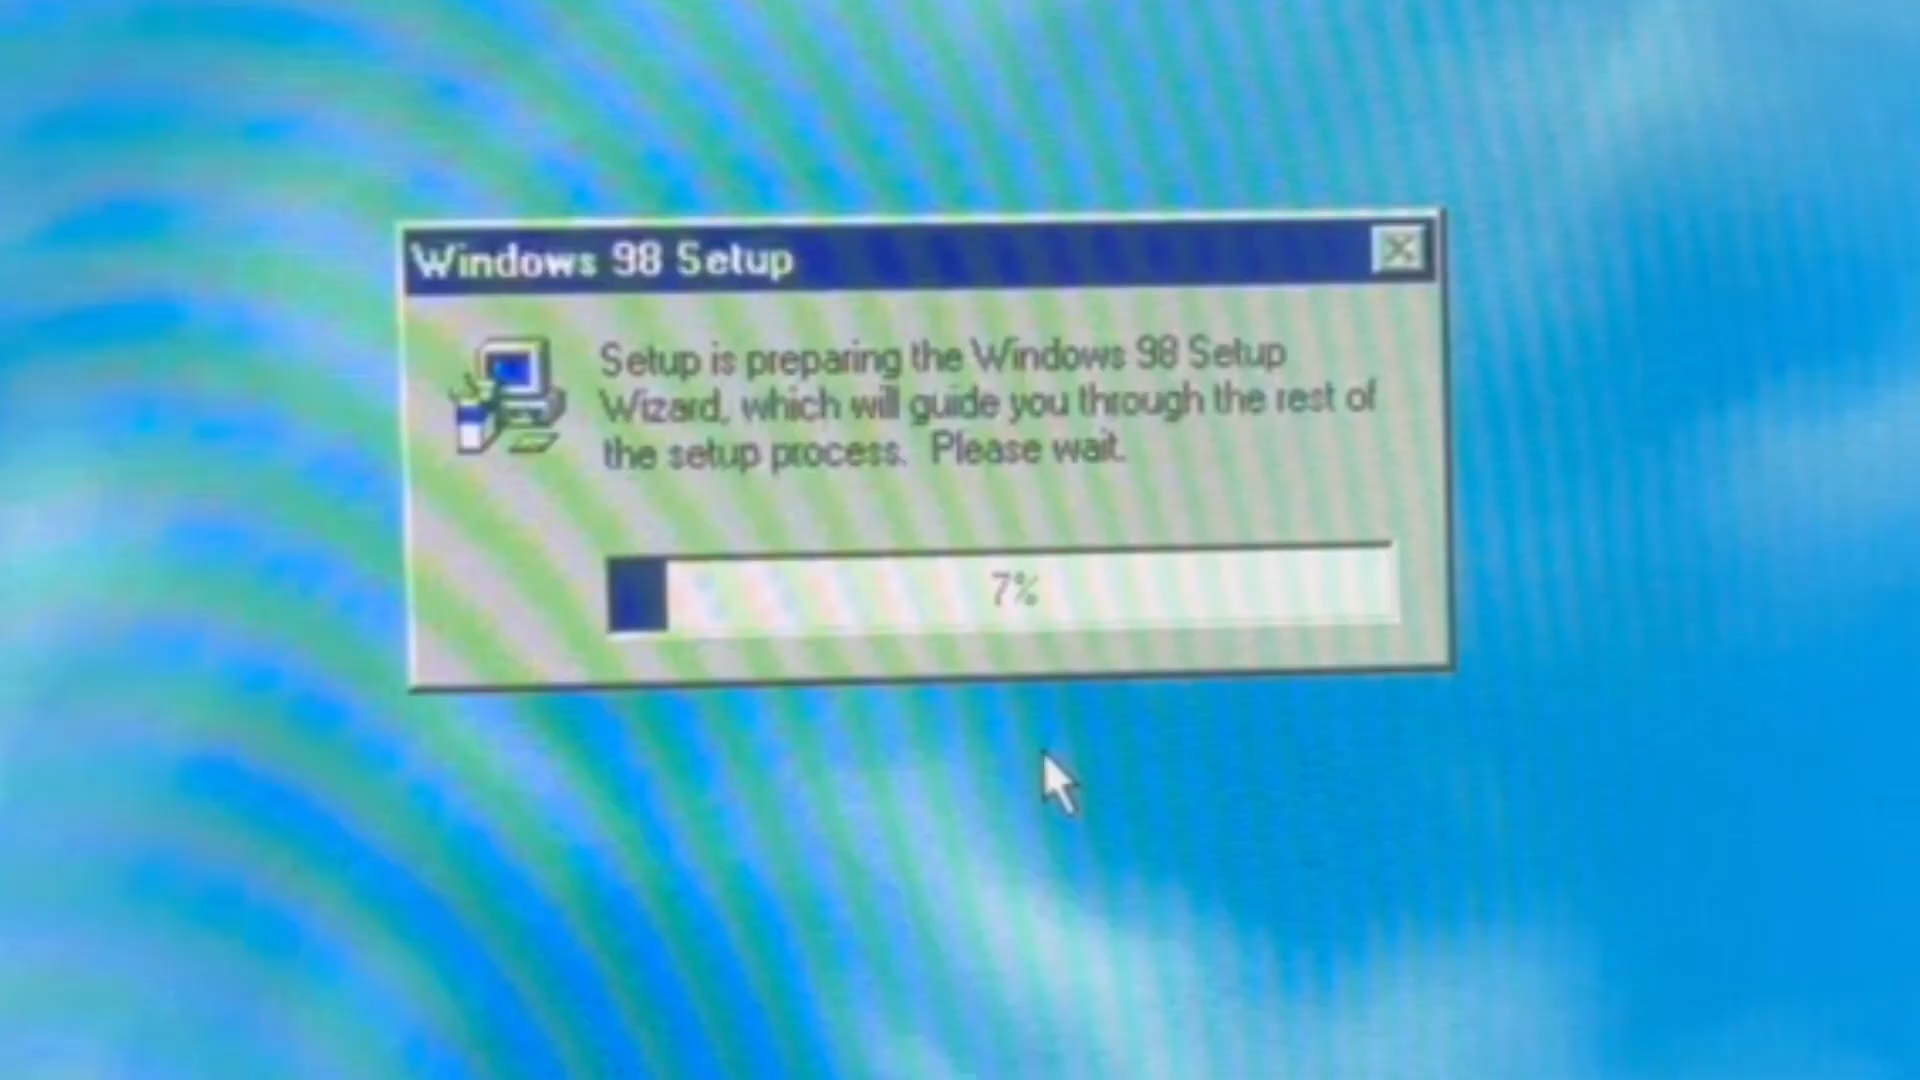 Windows 98 Setup
Setup is preparing the Windows 98 Setup
Wizard, which will guide you through the rest of
the setup process. Please wait.
7%